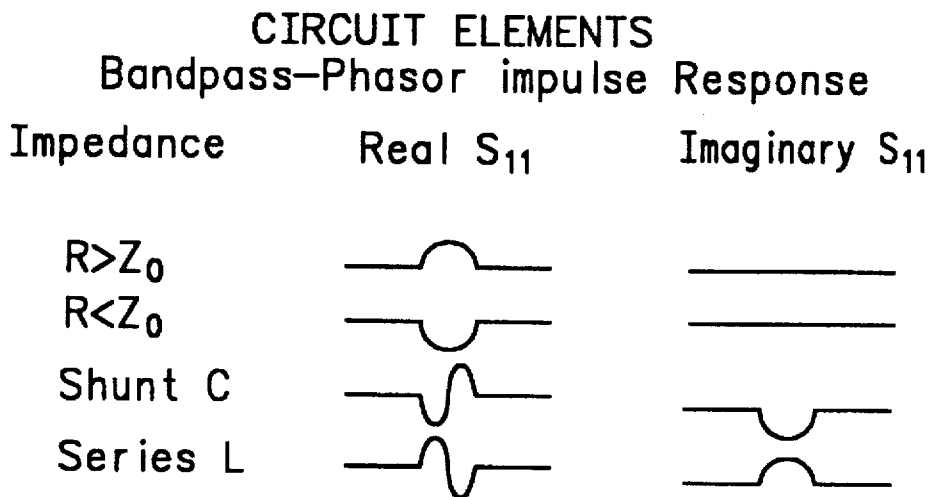 CIRCUIT ELEMENTS
Bandpass-Phasor impulse Response
Impedance Real S11 Imaginary S11
R>Z0
R<Z0
Shunt C
Series L